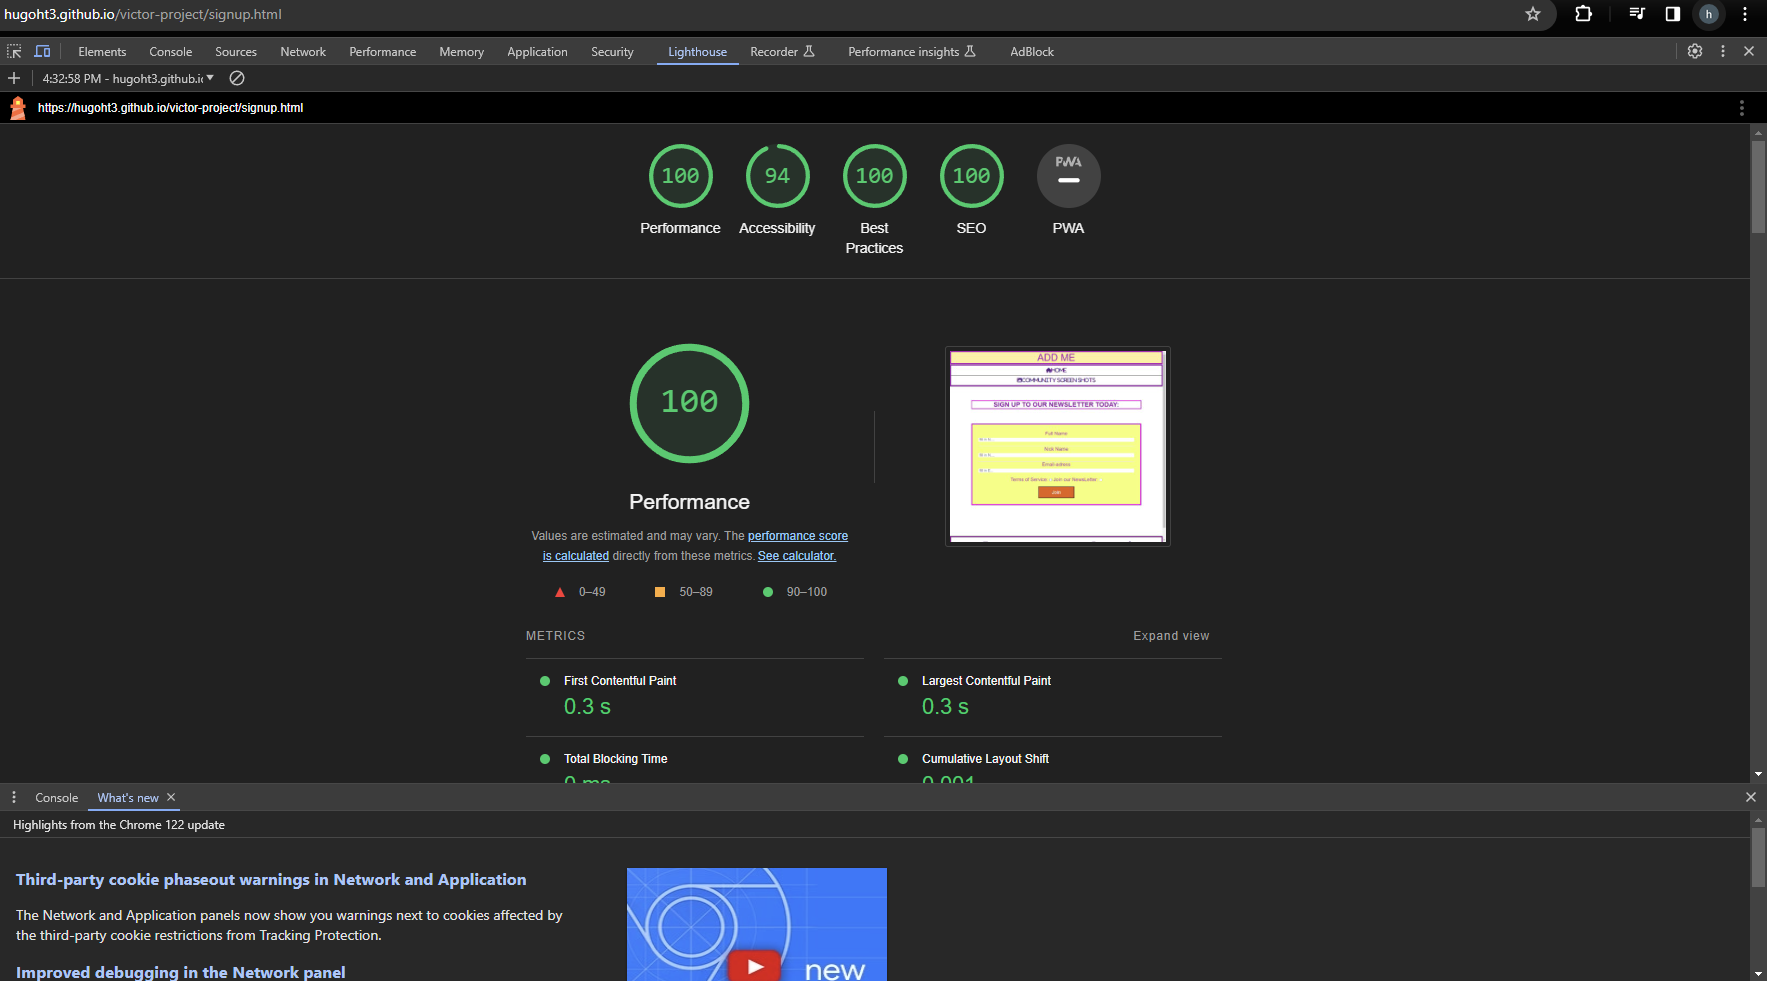 hugoht3.github.io/victor-project/signup.html
h
Elements Console Sources Network Performance Memory Application Security Lighthouse Recorder Performance insights AdBlock
4:32:58 PM - hugoht3.github.ic
https://hugoht3.github.io/victor-project/signup.html
100 94 100 100 PWA
Performance Accessibility Best Practices SEO PWA
100
Performance
Values are estimated and may vary. The performance score
is calculated directly from these metrics. See calculator.
0–49 50–89 90–100
ADD ME
HOME
COMMUNITY SCREEN SHOTS
SIGN UP TO OUR NEWSLETTER TODAY:
Full Name
Nick Name
Email-adress
Terms of Service - Join our NewsLetter
Join
METRICS Expand view
First Contentful Paint Largest Contentful Paint
0.3 s 0.3 s
Total Blocking Time Cumulative Layout Shift
0 ms 0.001
Console What's new
Highlights from the Chrome 122 update
Third-party cookie phaseout warnings in Network and Application
The Network and Application panels now show you warnings next to cookies affected by
the third-party cookie restrictions from Tracking Protection.
Improved debugging in the Network panel
new